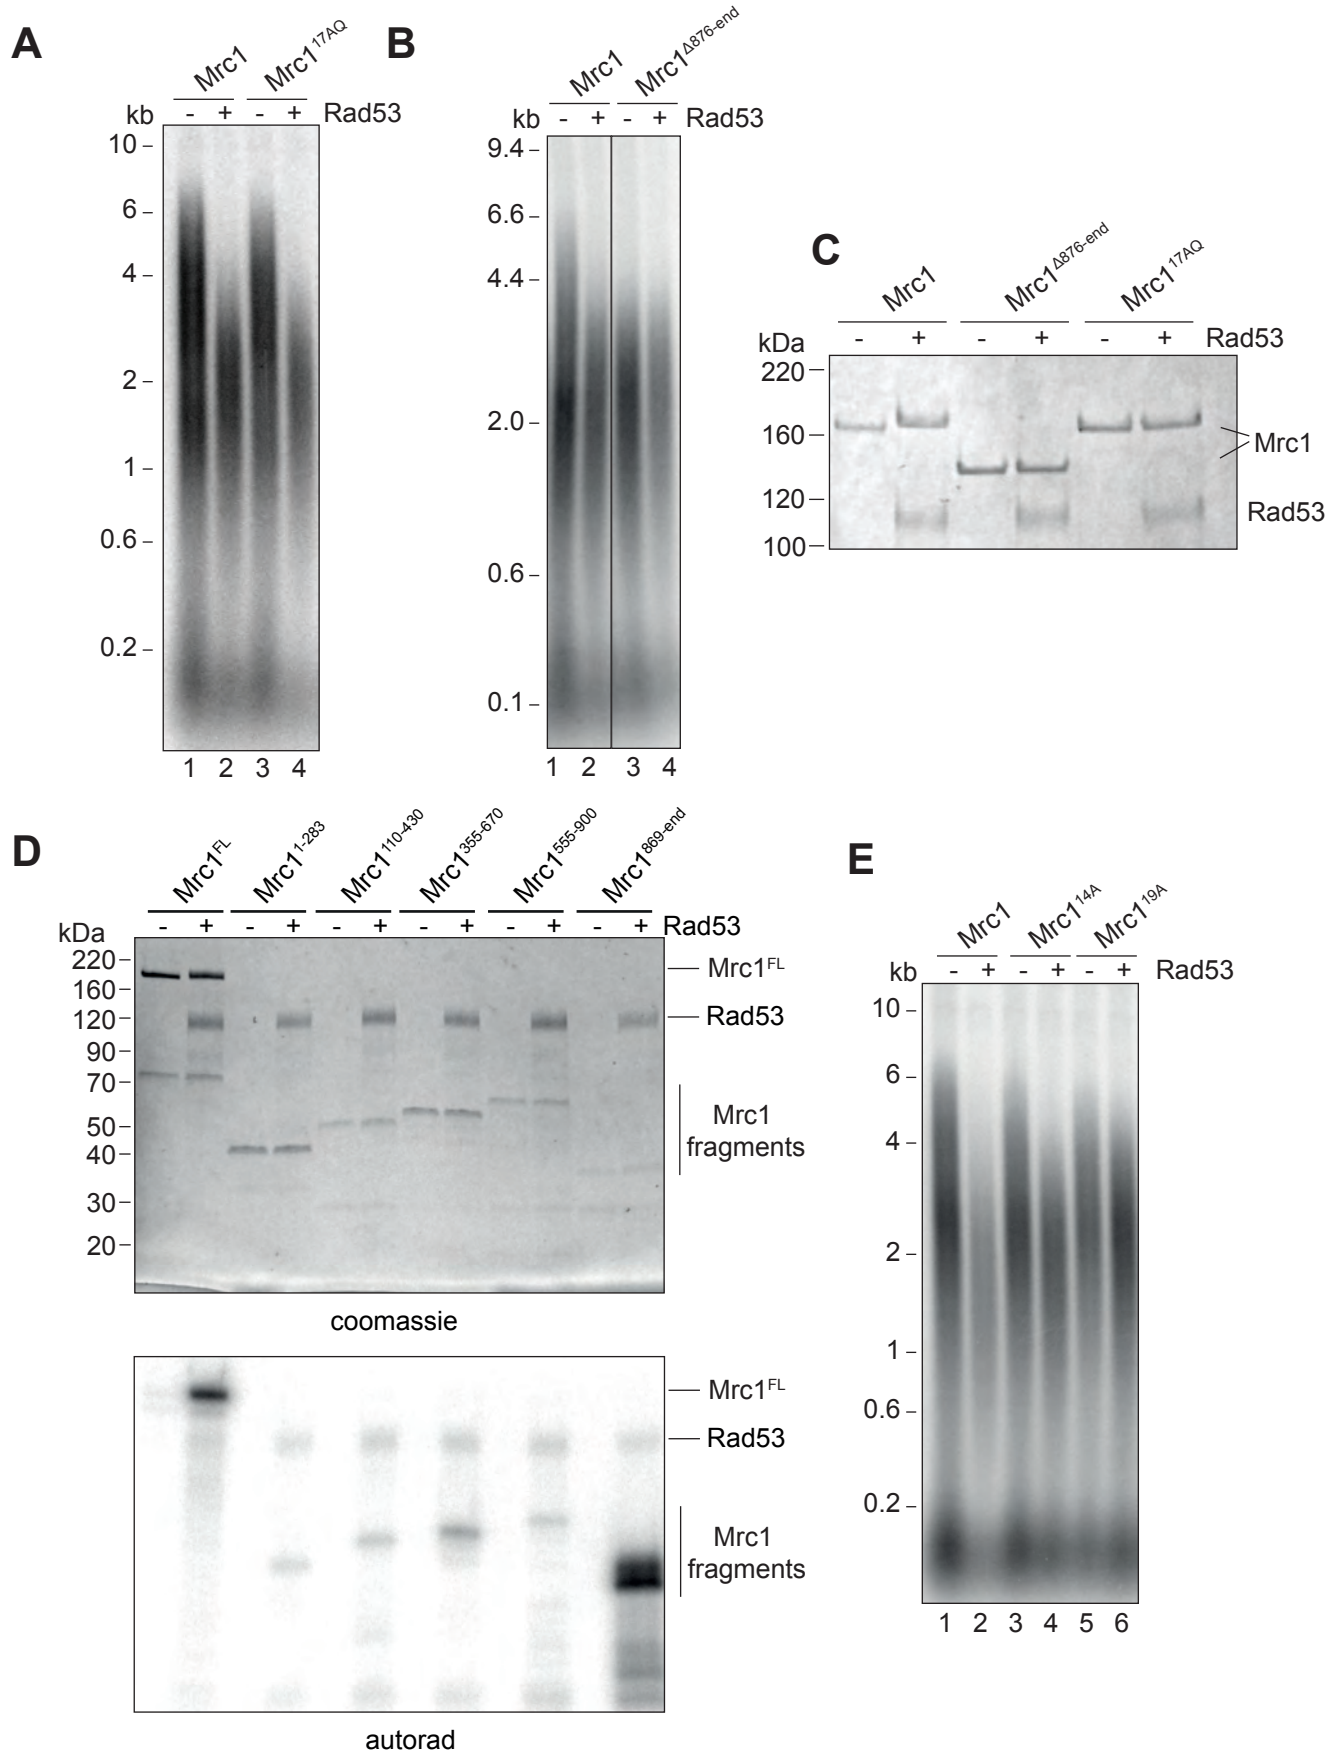 A
Mrc1 Mrc1^17AQ
kb - + - + Rad53
10
6
4
2
1
0.6
0.2
1 2 3 4
B
Mrc1 Mrc1^Δ876-end
kb - + - + Rad53
9.4
6.6
4.4
2.0
0.6
0.1
1 2 3 4
C
Mrc1 Mrc1^Δ876-end Mrc1^17AQ
kDa - + - + - + Rad53
220
160
120
100
Mrc1
Rad53
D
Mrc1^FL Mrc1^1-283 Mrc1^110-430 Mrc1^355-670 Mrc1^555-900 Mrc1^869-end
kDa - + - + - + - + - + - + Rad53
220
160
120
90
70
50
40
30
20
Mrc1^FL
Rad53
Mrc1
fragments
coomassie
Mrc1^FL
Rad53
Mrc1
fragments
autorad
E
Mrc1 Mrc1^14A Mrc1^19A
kb - + - + - + Rad53
10
6
4
2
1
0.6
0.2
1 2 3 4 5 6